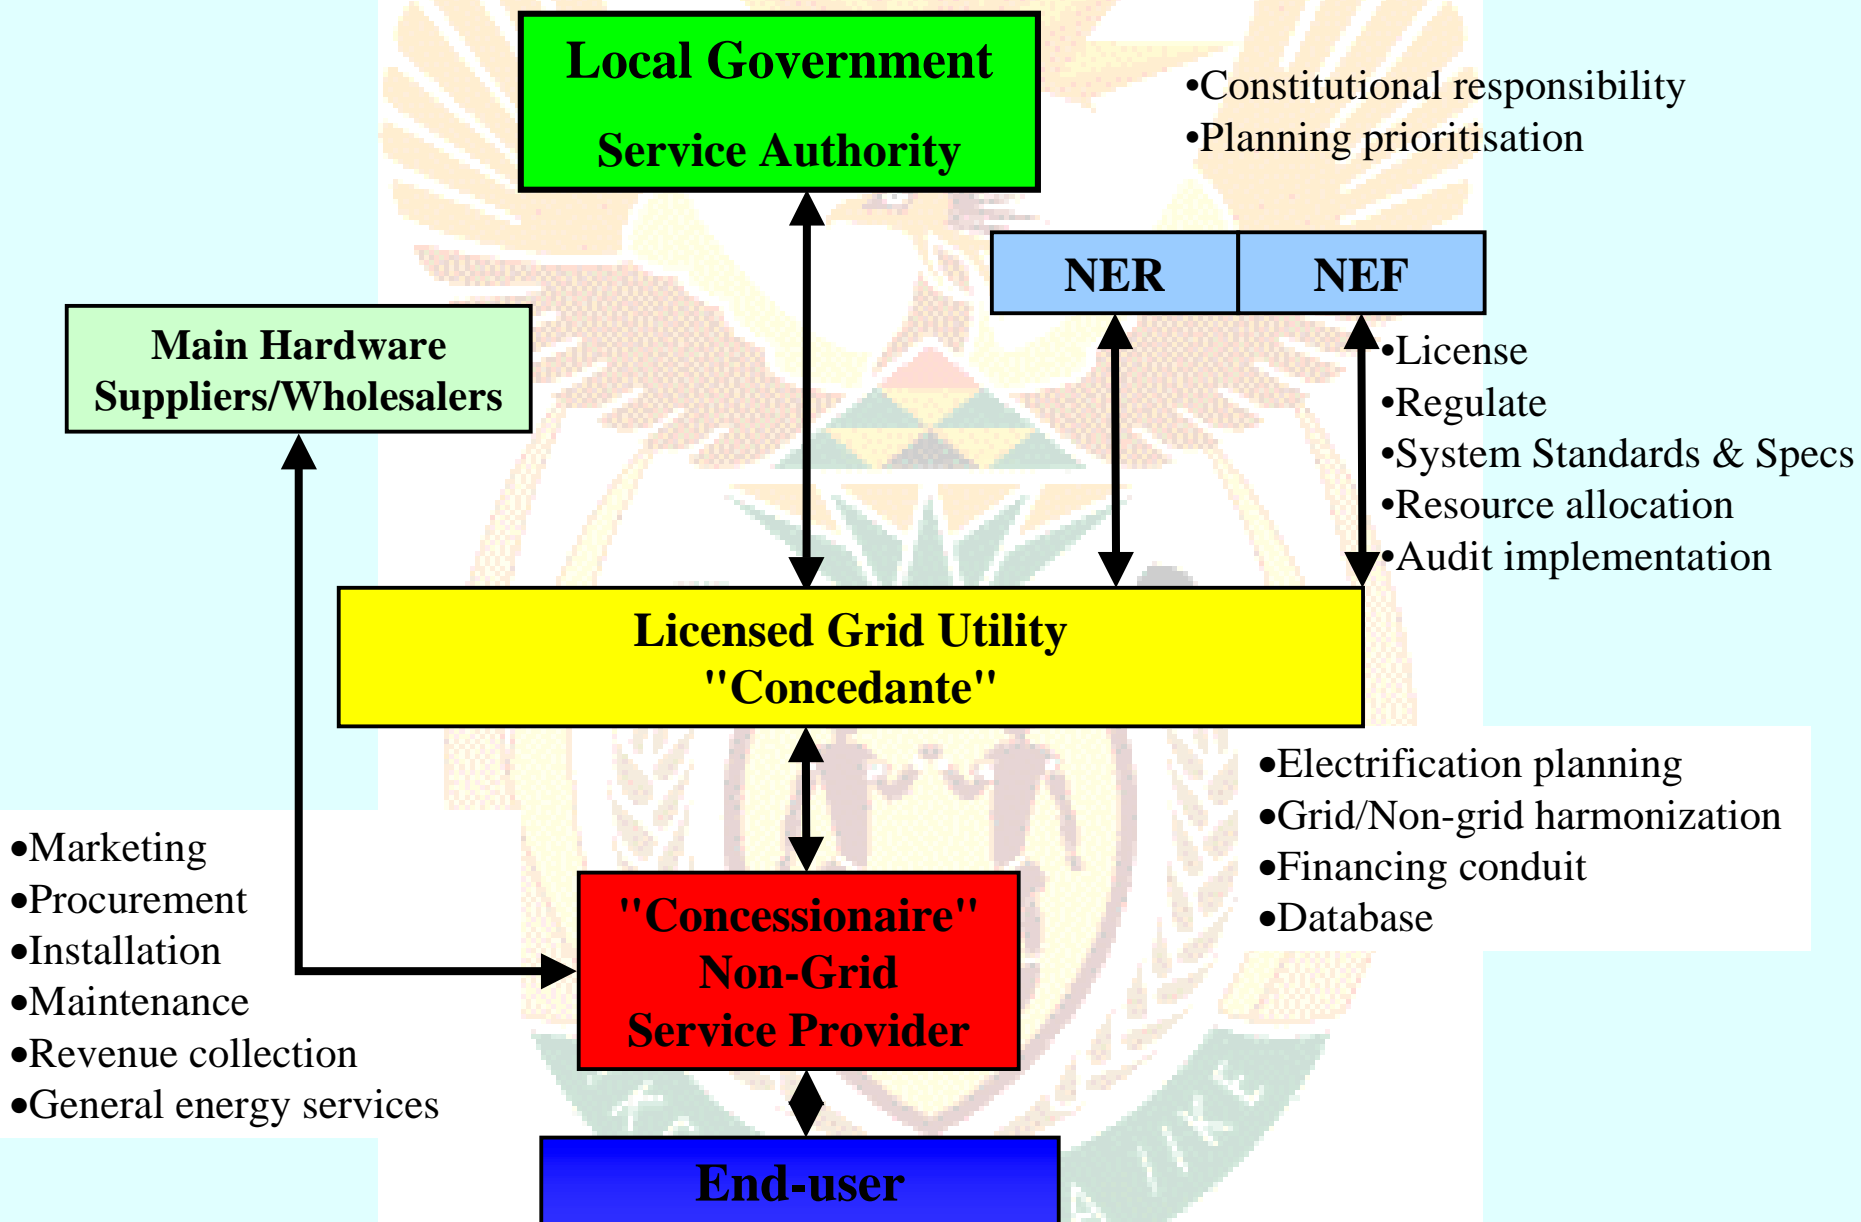 Local Government
Service Authority
•Constitutional responsibility
•Planning prioritisation
NER
NEF
Main Hardware
Suppliers/Wholesalers
•License
•Regulate
•System Standards & Specs
•Resource allocation
•Audit implementation
Licensed Grid Utility
"Concedante"
•Electrification planning
•Grid/Non-grid harmonization
•Financing conduit
•Database
•Marketing
•Procurement
•Installation
•Maintenance
•Revenue collection
•General energy services
"Concessionaire"
Non-Grid
Service Provider
End-user